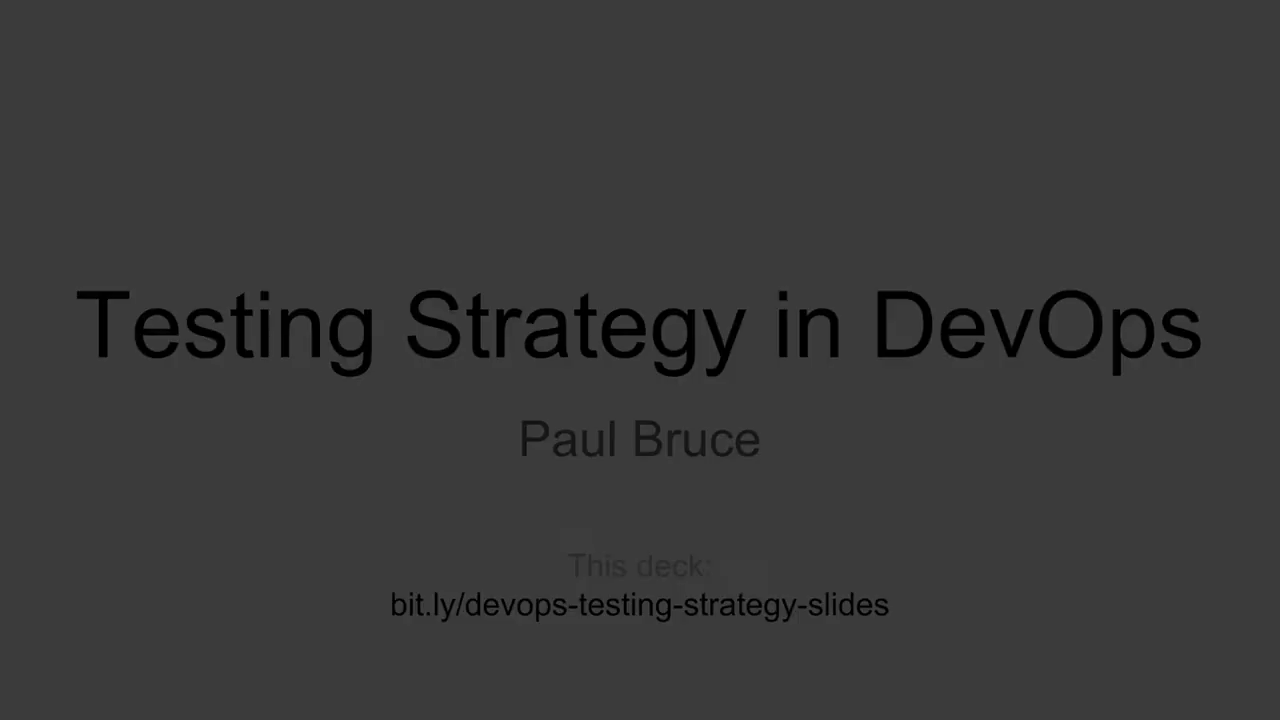 Testing Strategy in DevOps
Paul Bruce
This deck:
bit.ly/devops-testing-strategy-slides